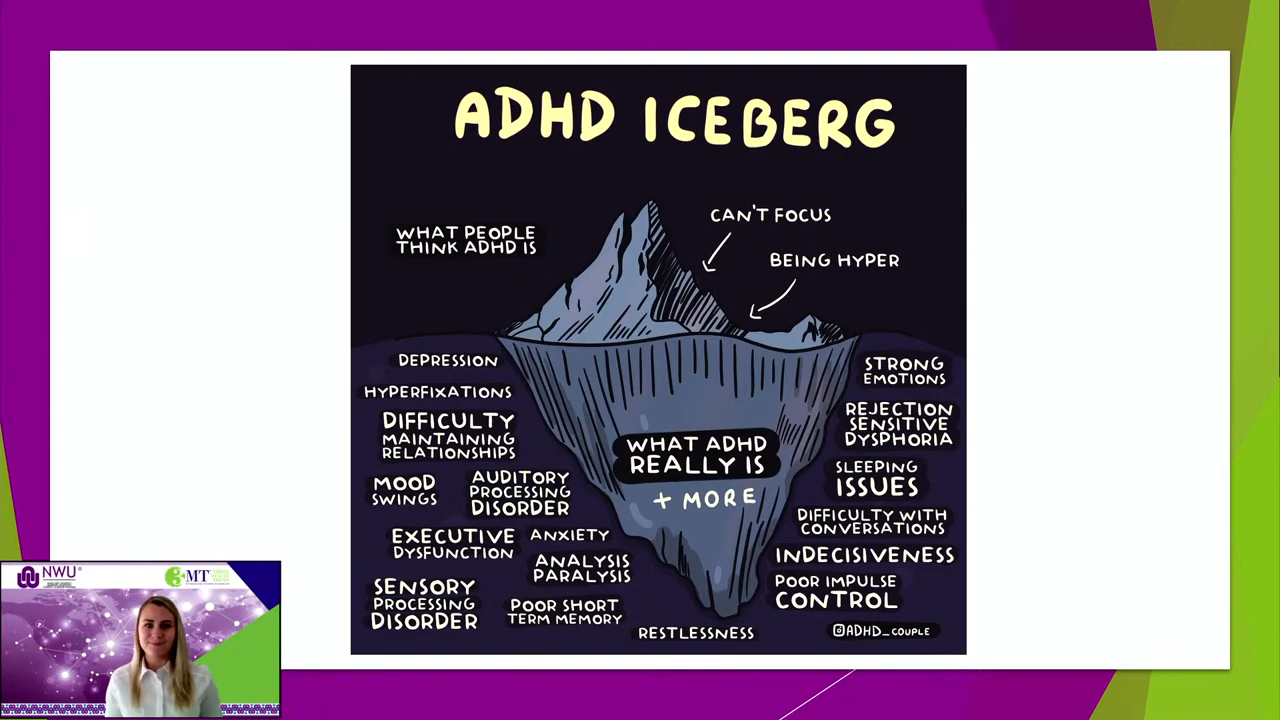 ADHD ICEBERG
WHAT PEOPLE
THINK ADHD IS
CAN'T FOCUS
BEING HYPER
DEPRESSION
HYPERFIXATIONS
DIFFICULTY
MAINTAINING
RELATIONSHIPS
MOOD
SWINGS
AUDITORY
PROCESSING
DISORDER
EXECUTIVE
DYSFUNCTION
ANXIETY
ANALYSIS
PARALYSIS
SENSORY
PROCESSING
DISORDER
POOR SHORT
TERM MEMORY
RESTLESSNESS
WHAT ADHD
REALLY IS
+ MORE
STRONG
EMOTIONS
REJECTION
SENSITIVE
DYSPHORIA
SLEEPING
ISSUES
DIFFICULTY WITH
CONVERSATIONS
INDECISIVENESS
POOR IMPULSE
CONTROL
@ADHD_COUPLE
NWU®
3MT